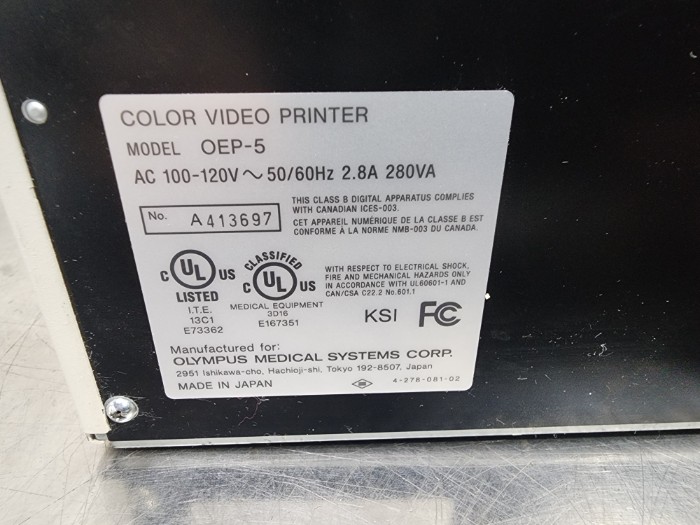 COLOR VIDEO PRINTER
MODEL OEP-5
AC 100-120V ~ 50/60Hz 2.8A 280VA
No. A413697
THIS CLASS B DIGITAL APPARATUS COMPLIES
WITH CANADIAN ICES-003.
CET APPAREIL NUMÉRIQUE DE LA CLASSE B EST
CONFORME À LA NORME NMB-003 DU CANADA.
C UL US
LISTED
I.T.E.
13C1
E73362
CLASSIFIED
C UL US
MEDICAL EQUIPMENT
3D16
E167351
WITH RESPECT TO ELECTRICAL SHOCK,
FIRE AND MECHANICAL HAZARDS ONLY
IN ACCORDANCE WITH UL60601-1 AND
CAN/CSA C22.2 No.601.1
KSI FC
Manufactured for:
OLYMPUS MEDICAL SYSTEMS CORP.
2951 Ishikawa-cho, Hachioji-shi, Tokyo 192-8507, Japan
MADE IN JAPAN
4-278-081-02